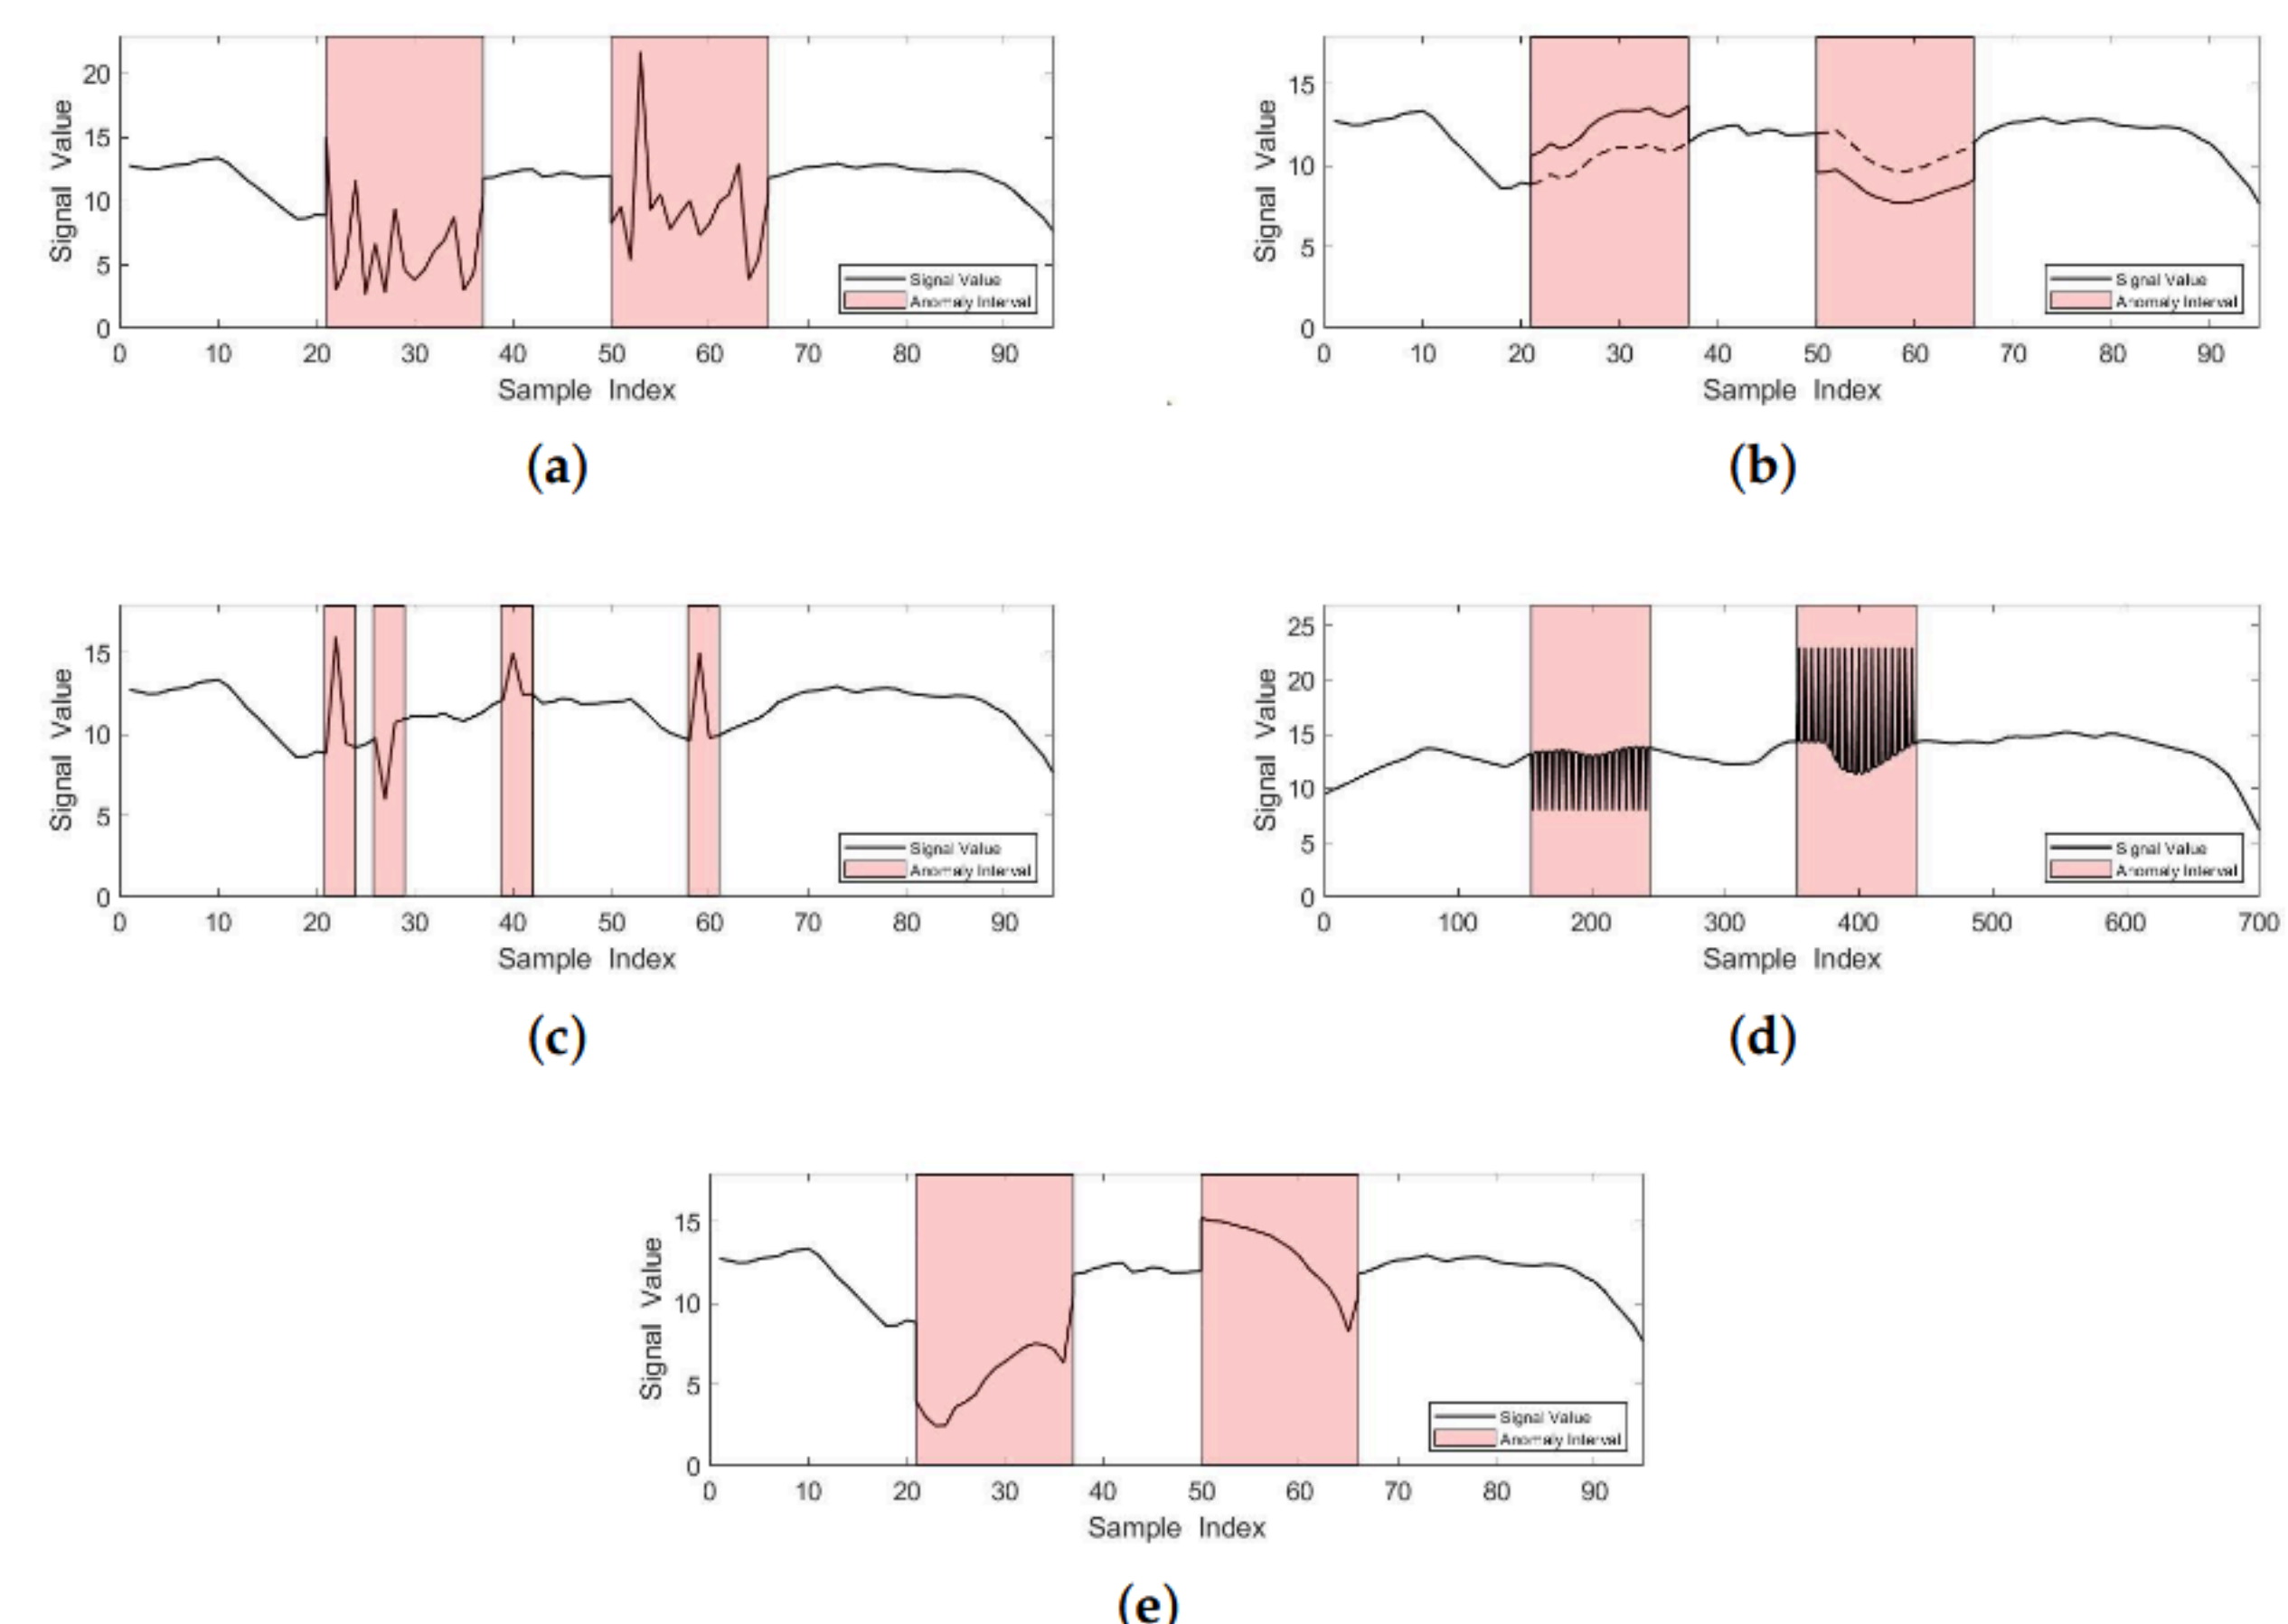 20
15
10
5
0
Signal Value
Signal Value
Anomaly Interval
0 10 20 30 40 50 60 70 80 90
Sample Index
(a)
15
10
5
0
Signal Value
Signal Value
Anomaly Interval
0 10 20 30 40 50 60 70 80 90
Sample Index
(b)
15
10
5
0
Signal Value
Signal Value
Anomaly Interval
0 10 20 30 40 50 60 70 80 90
Sample Index
(c)
25
20
15
10
5
0
Signal Value
Signal Value
Anomaly Interval
0 100 200 300 400 500 600 700
Sample Index
(d)
15
10
5
0
Signal Value
Signal Value
Anomaly Interval
0 10 20 30 40 50 60 70 80 90
Sample Index
(e)